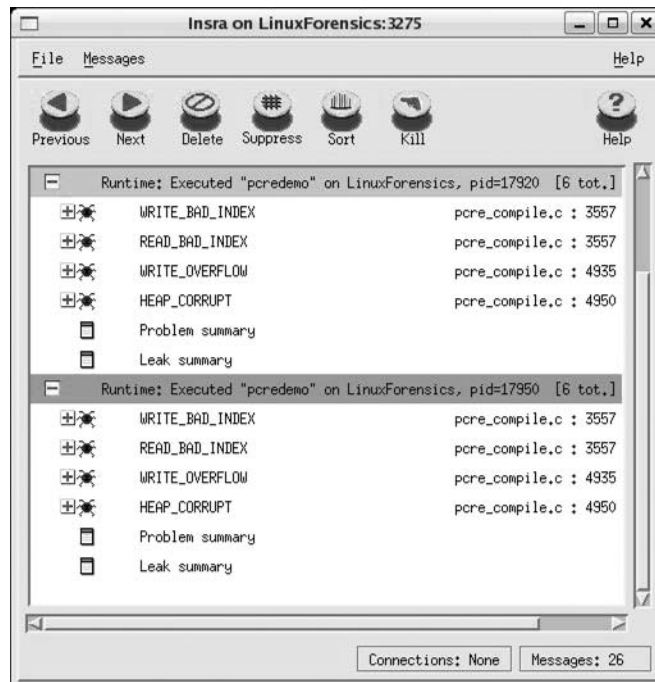 Insra on LinuxForensics:3275
File Messages Help
Previous Next Delete Suppress Sort Kill Help
Runtime: Executed "pcredemo" on LinuxForensics, pid=17920 [6 tot.]
WRITE_BAD_INDEX pcre_compile.c : 3557
READ_BAD_INDEX pcre_compile.c : 3557
WRITE_OVERFLOW pcre_compile.c : 4935
HEAP_CORRUPT pcre_compile.c : 4950
Problem summary
Leak summary
Runtime: Executed "pcredemo" on LinuxForensics, pid=17950 [6 tot.]
WRITE_BAD_INDEX pcre_compile.c : 3557
READ_BAD_INDEX pcre_compile.c : 3557
WRITE_OVERFLOW pcre_compile.c : 4935
HEAP_CORRUPT pcre_compile.c : 4950
Problem summary
Leak summary
Connections: None Messages: 26